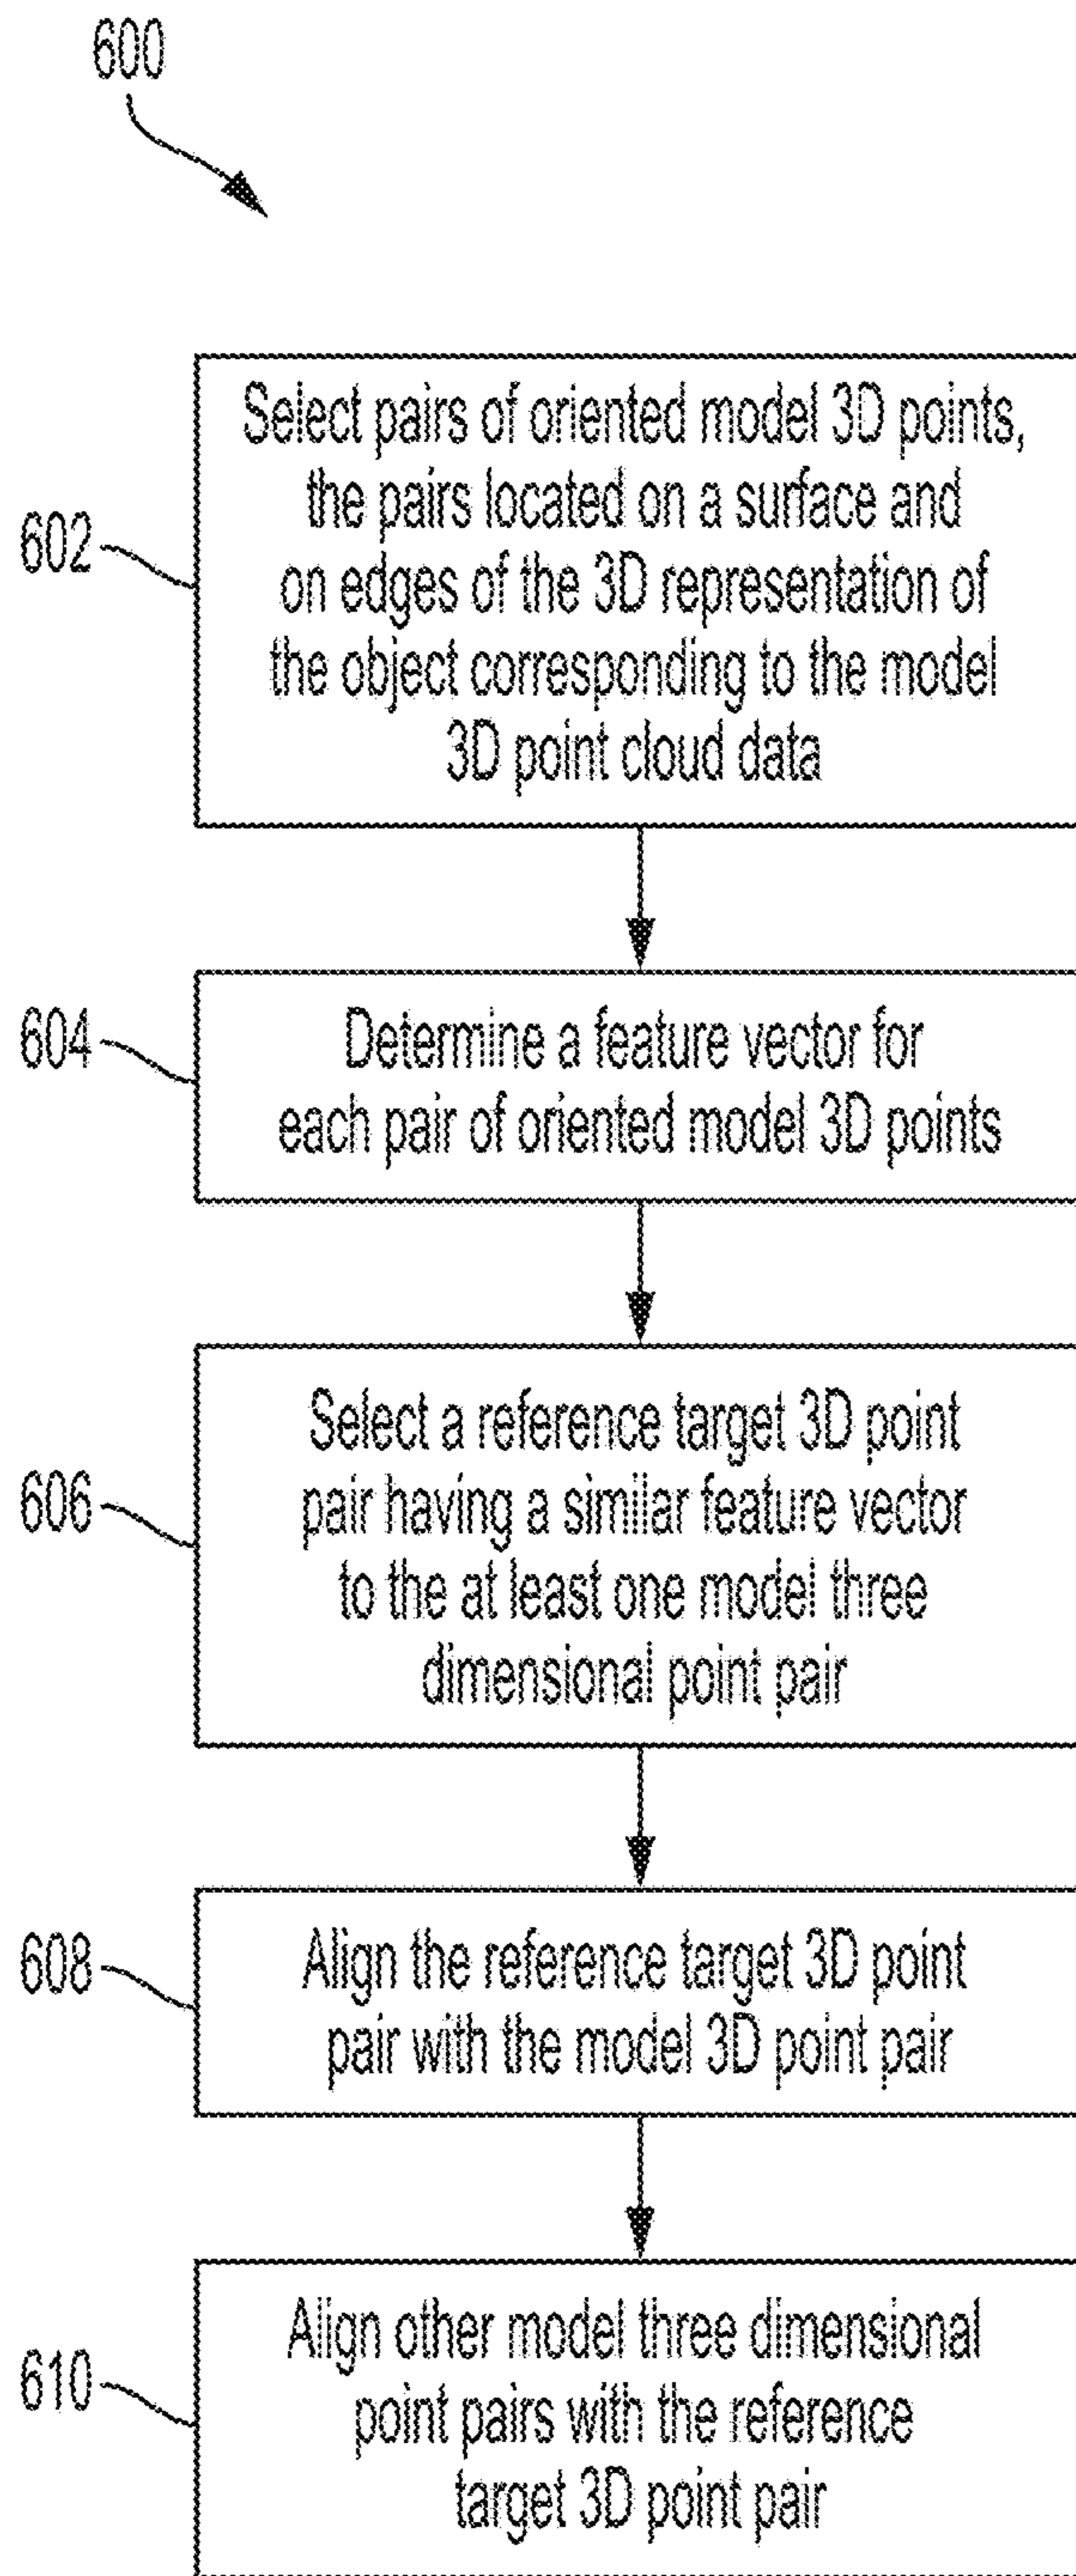 600
602
Select pairs of oriented model 3D points,
the pairs located on a surface and
on edges of the 3D representation of
the object corresponding to the model
3D point cloud data
604
Determine a feature vector for
each pair of oriented model 3D points
606
Select a reference target 3D point
pair having a similar feature vector
to the at least one model three
dimensional point pair
608
Align the reference target 3D point
pair with the model 3D point pair
610
Align other model three dimensional
point pairs with the reference
target 3D point pair